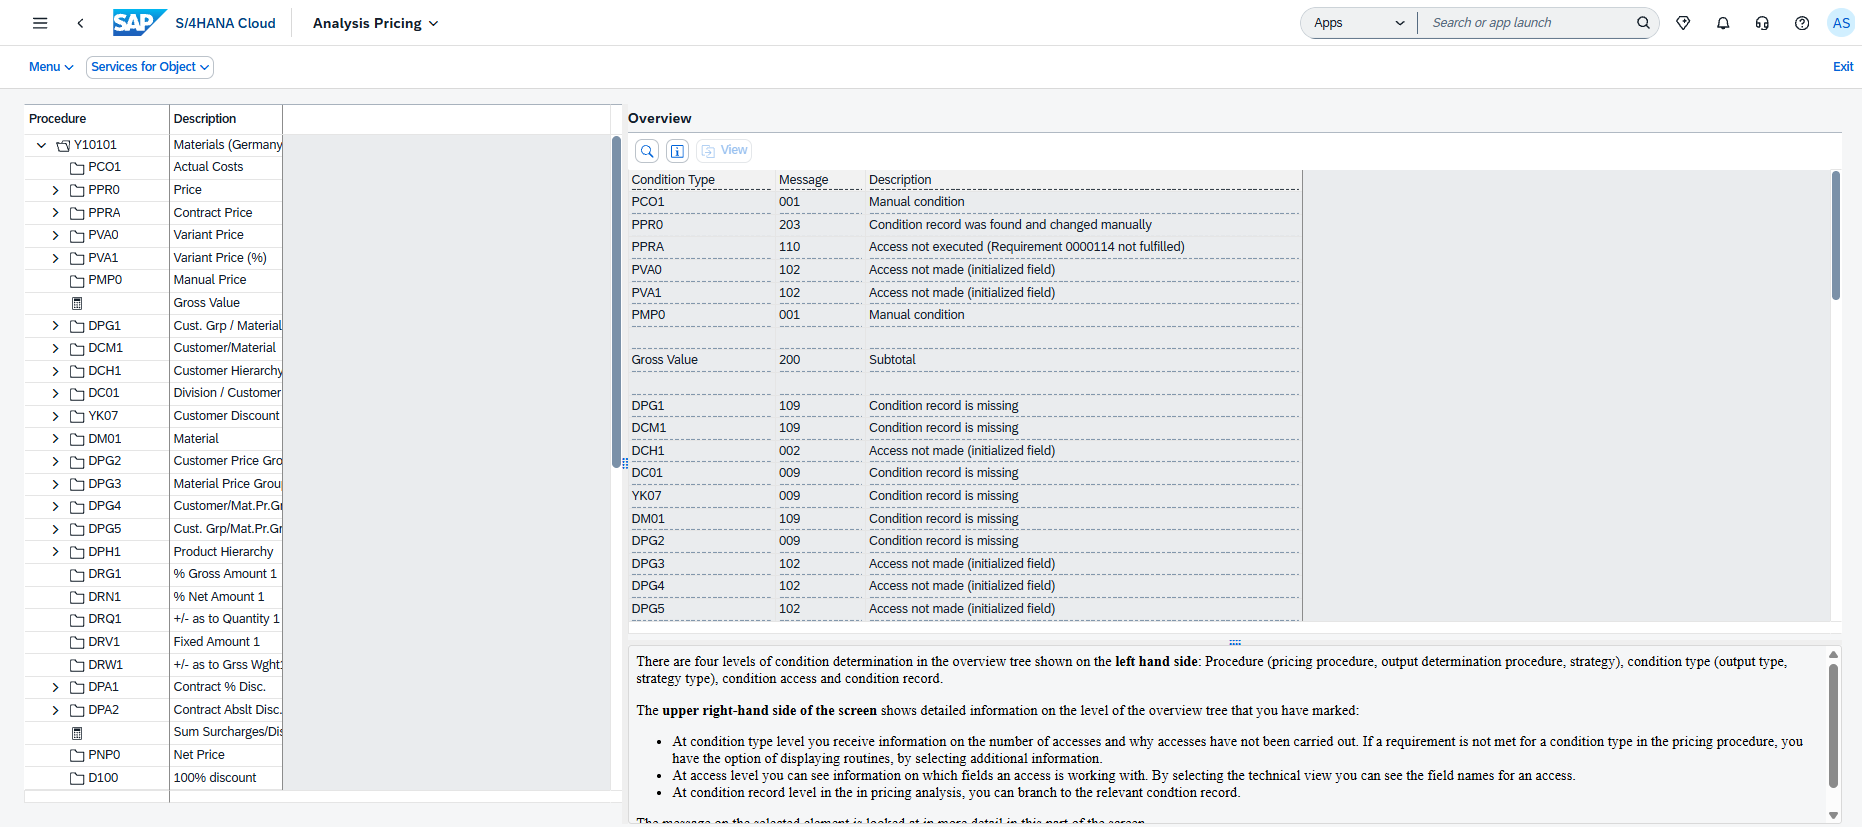 SAP S/4HANA Cloud Analysis Pricing Apps Search or app launch AS
Menu Services for Object Exit
Procedure Description
Y10101 Materials (Germany
PCO1 Actual Costs
PPR0 Price
PPRA Contract Price
PVA0 Variant Price
PVA1 Variant Price (%)
PMP0 Manual Price
Gross Value
DPG1 Cust. Grp / Material
DCM1 Customer/Material
DCH1 Customer Hierarchy
DC01 Division / Customer
YK07 Customer Discount
DM01 Material
DPG2 Customer Price Gro
DPG3 Material Price Grou
DPG4 Customer/Mat.Pr.Gr
DPG5 Cust. Grp/Mat.Pr.Gr
DPH1 Product Hierarchy
DRG1 % Gross Amount 1
DRN1 % Net Amount 1
DRQ1 +/- as to Quantity 1
DRV1 Fixed Amount 1
DRW1 +/- as to Grss Wght
DPA1 Contract % Disc.
DPA2 Contract Abslt Disc.
Sum Surcharges/Dis
PNP0 Net Price
D100 100% discount
Overview
View
Condition Type Message Description
PCO1 001 Manual condition
PPR0 203 Condition record was found and changed manually
PPRA 110 Access not executed (Requirement 0000114 not fulfilled)
PVA0 102 Access not made (initialized field)
PVA1 102 Access not made (initialized field)
PMP0 001 Manual condition
Gross Value 200 Subtotal
DPG1 109 Condition record is missing
DCM1 109 Condition record is missing
DCH1 002 Access not made (initialized field)
DC01 009 Condition record is missing
YK07 009 Condition record is missing
DM01 109 Condition record is missing
DPG2 009 Condition record is missing
DPG3 102 Access not made (initialized field)
DPG4 102 Access not made (initialized field)
DPG5 102 Access not made (initialized field)
There are four levels of condition determination in the overview tree shown on the left hand side: Procedure (pricing procedure, output determination procedure, strategy), condition type (output type,
strategy type), condition access and condition record.
The upper right-hand side of the screen shows detailed information on the level of the overview tree that you have marked:
• At condition type level you receive information on the number of accesses and why accesses have not been carried out. If a requirement is not met for a condition type in the pricing procedure, you
have the option of displaying routines, by selecting additional information.
• At access level you can see information on which fields an access is working with. By selecting the technical view you can see the field names for an access.
• At condition record level in the in pricing analysis, you can branch to the relevant condtion record.
The message on the selected element is looked at in more detail in this part of the screen